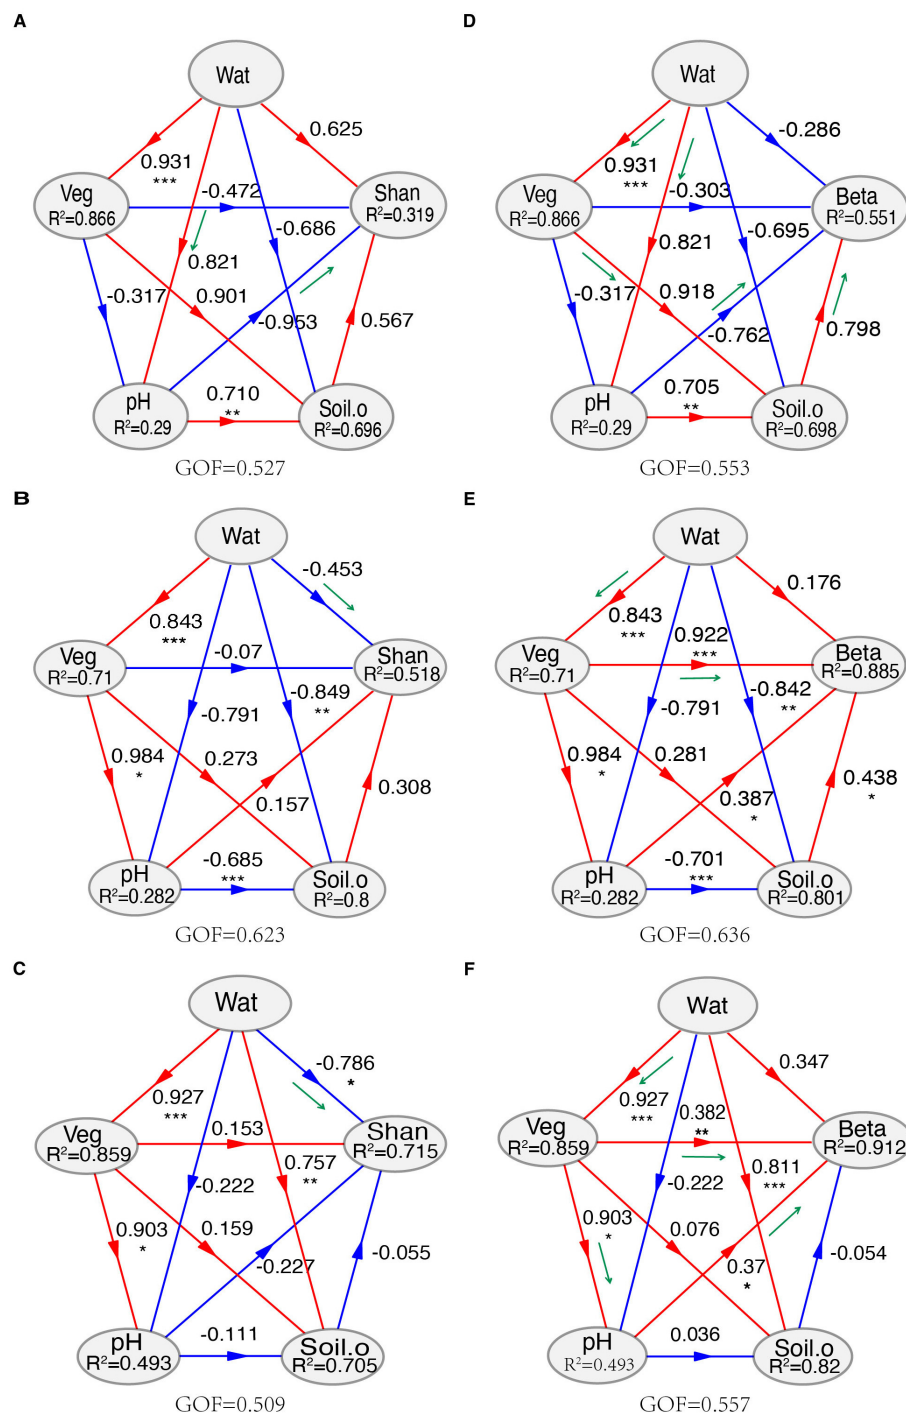 A
Wat
0.625
0.931
***
-0.472
Veg
R²=0.866
Shan
R²=0.319
-0.686
0.821
-0.317
0.901
-0.953
0.567
pH
R²=0.29
0.710
**
Soil.o
R²=0.696
GOF=0.527
D
Wat
-0.286
0.931
***
-0.303
Veg
R²=0.866
Beta
R²=0.551
0.821
-0.695
-0.317
0.918
-0.762
0.798
pH
R²=0.29
0.705
**
Soil.o
R²=0.698
GOF=0.553
B
Wat
-0.453
0.843
***
-0.07
Veg
R²=0.71
Shan
R²=0.518
-0.849
**
-0.791
0.984
*
0.273
0.157
0.308
pH
R²=0.282
-0.685
***
Soil.o
R²=0.8
GOF=0.623
E
Wat
0.176
0.843
***
0.922
***
Veg
R²=0.71
Beta
R²=0.885
-0.842
**
-0.791
0.984
*
0.281
0.387
*
0.438
*
pH
R²=0.282
-0.701
***
Soil.o
R²=0.801
GOF=0.636
C
Wat
-0.786
*
0.927
***
0.153
Veg
R²=0.859
Shan
R²=0.715
0.757
**
-0.222
0.903
*
0.159
-0.227
-0.055
pH
R²=0.493
-0.111
Soil.o
R²=0.705
GOF=0.509
F
Wat
0.347
0.927
***
0.382
**
Veg
R²=0.859
Beta
R²=0.912
0.811
***
-0.222
0.903
*
0.076
0.37
*
-0.054
pH
R²=0.493
0.036
Soil.o
R²=0.82
GOF=0.557